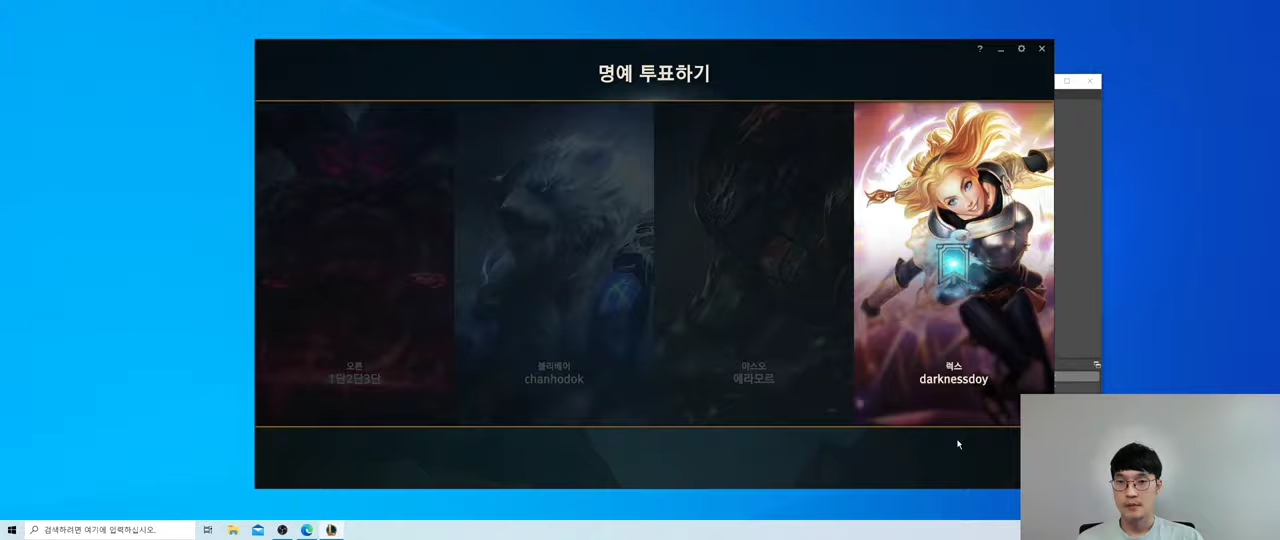 명예 투표하기
오른
1단2단3단
볼리베어
chanhodok
야스오
에라모르
럭스
darknessdoy
검색하려면 여기에 입력하십시오.